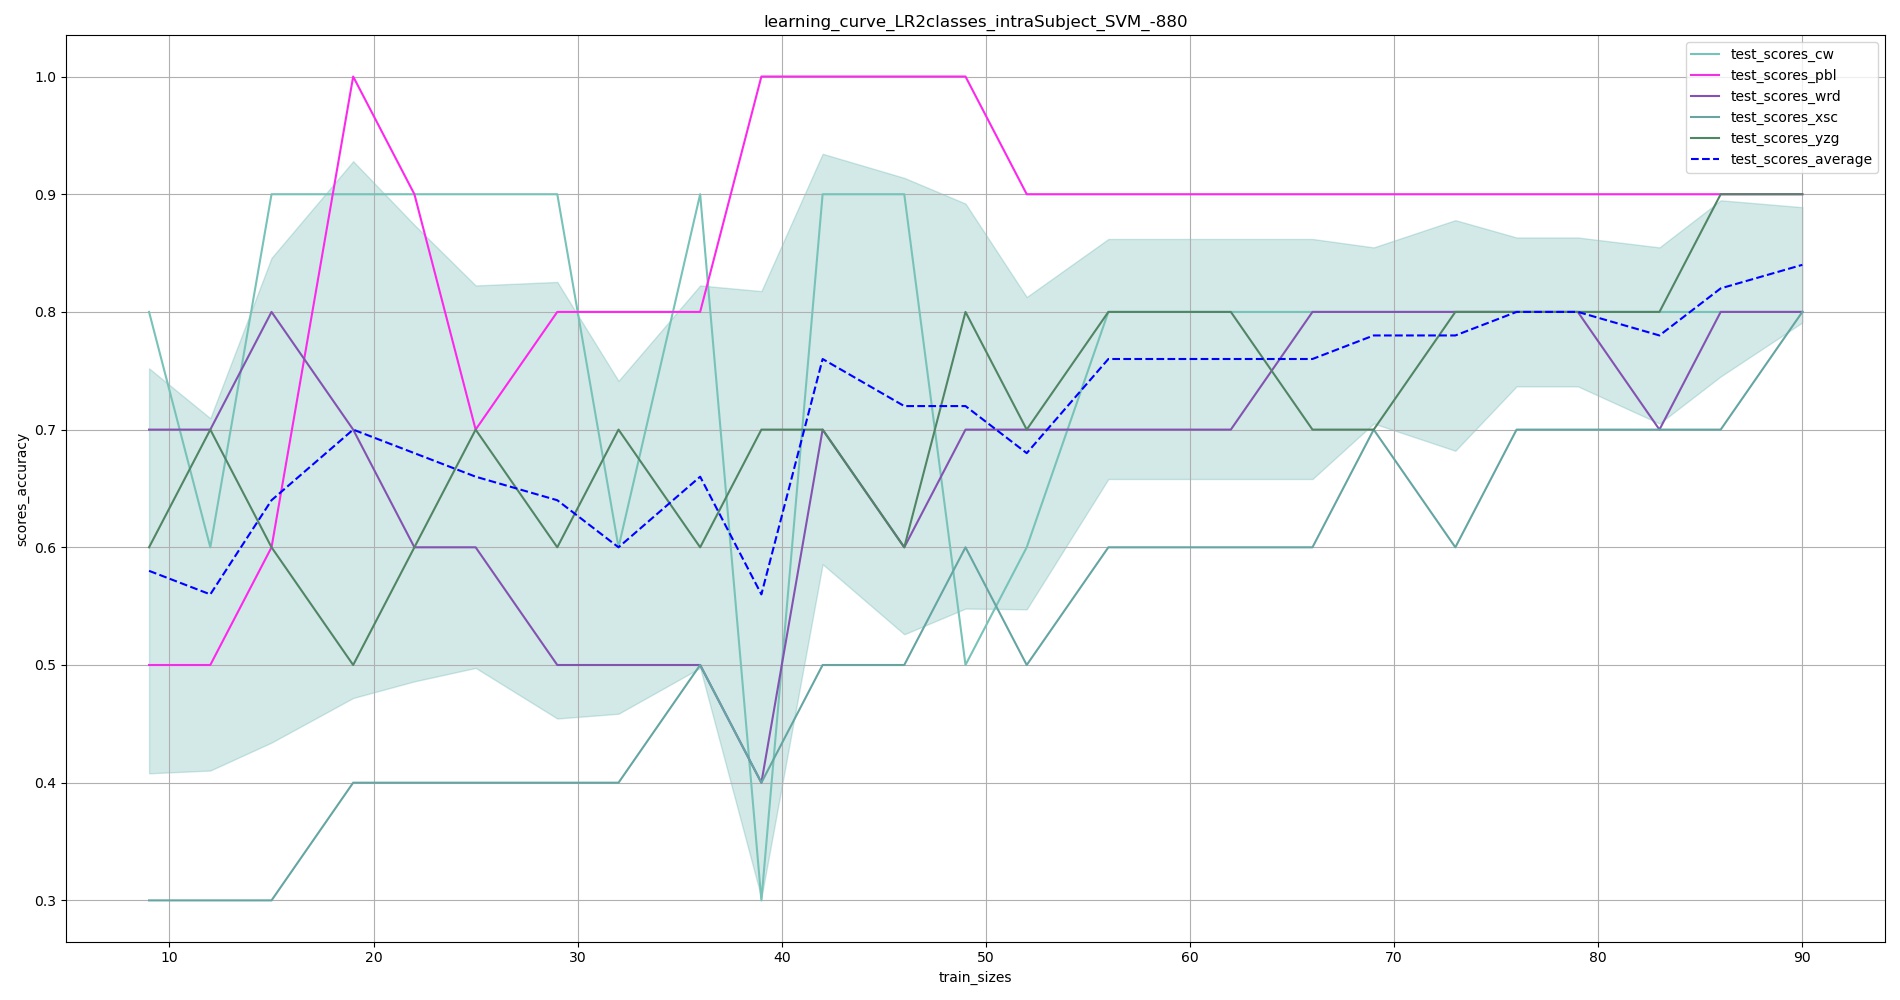 learning_curve_LR2classes_intraSubject_SVM_-880
test_scores_cw
test_scores_pbl
test_scores_wrd
test_scores_xsc
test_scores_yzg
test_scores_average
scores_accuracy
1.0
0.9
0.8
0.7
0.6
0.5
0.4
0.3
10 20 30 40 50 60 70 80 90
train_sizes